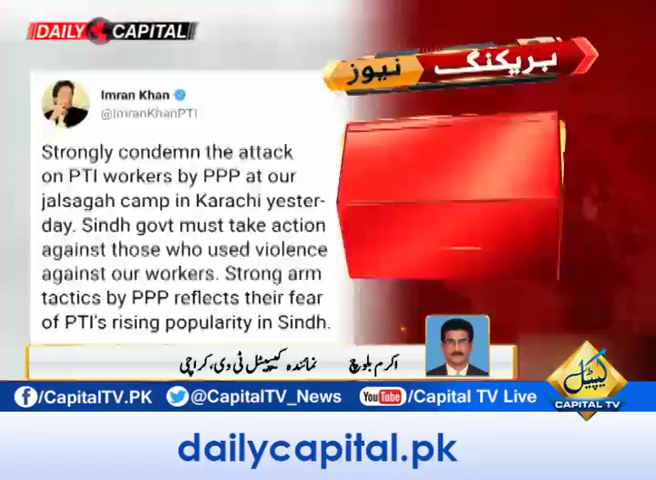 DAILY CAPITAL
بریکنگ نیوز
Imran Khan
@ImranKhanPTI
Strongly condemn the attack
on PTI workers by PPP at our
jalsagah camp in Karachi yester-
day. Sindh govt must take action
against those who used violence
against our workers. Strong arm
tactics by PPP reflects their fear
of PTI's rising popularity in Sindh.
اکرم بلوچ نمائندہ کیپیٹل ٹی وی، کراچی
کیپیٹل
CAPITAL TV
/CapitalTV.PK @CapitalTV_News YouTube /Capital TV Live
dailycapital.pk